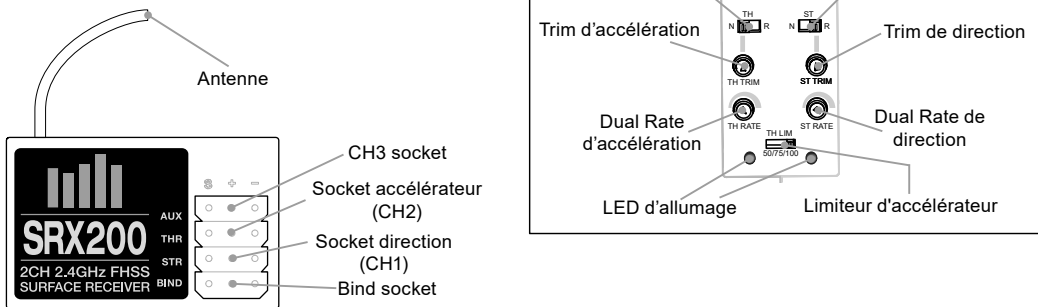 Antenne
CH3 socket
Socket accélérateur
(CH2)
Socket direction
(CH1)
Bind socket
S + -
AUX
THR
STR
BIND
SRX200
2CH 2.4GHz FHSS
SURFACE RECEIVER
TH
ST
N R
N R
Trim d'accélération
Trim de direction
TH TRIM
ST TRIM
Dual Rate
d'accélération
Dual Rate de
direction
TH RATE
ST RATE
TH LIM
50/75/100
LED d'allumage
Limiteur d'accélérateur